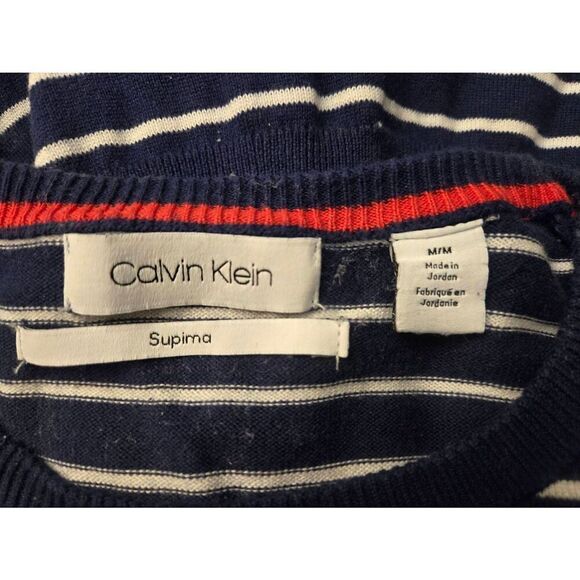 Calvin Klein
Supima
M/M
Made in
Jordan
Fabriqué en
Jordanie